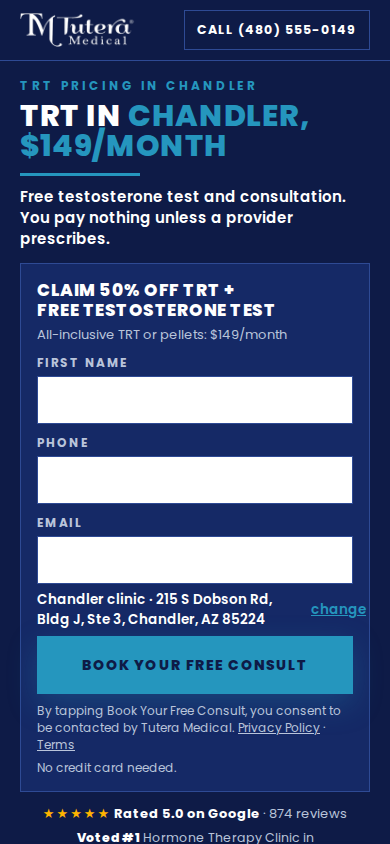 Tutera®
Medical
CALL (480) 555-0149
TRT PRICING IN CHANDLER
TRT IN CHANDLER,
$149/MONTH
Free testosterone test and consultation.
You pay nothing unless a provider
prescribes.
CLAIM 50% OFF TRT +
FREE TESTOSTERONE TEST
All-inclusive TRT or pellets: $149/month
FIRST NAME
PHONE
EMAIL
Chandler clinic · 215 S Dobson Rd,
Bldg J, Ste 3, Chandler, AZ 85224
change
BOOK YOUR FREE CONSULT
By tapping Book Your Free Consult, you consent to
be contacted by Tutera Medical. Privacy Policy ·
Terms
No credit card needed.
★★★★★ Rated 5.0 on Google · 874 reviews
Voted #1 Hormone Therapy Clinic in